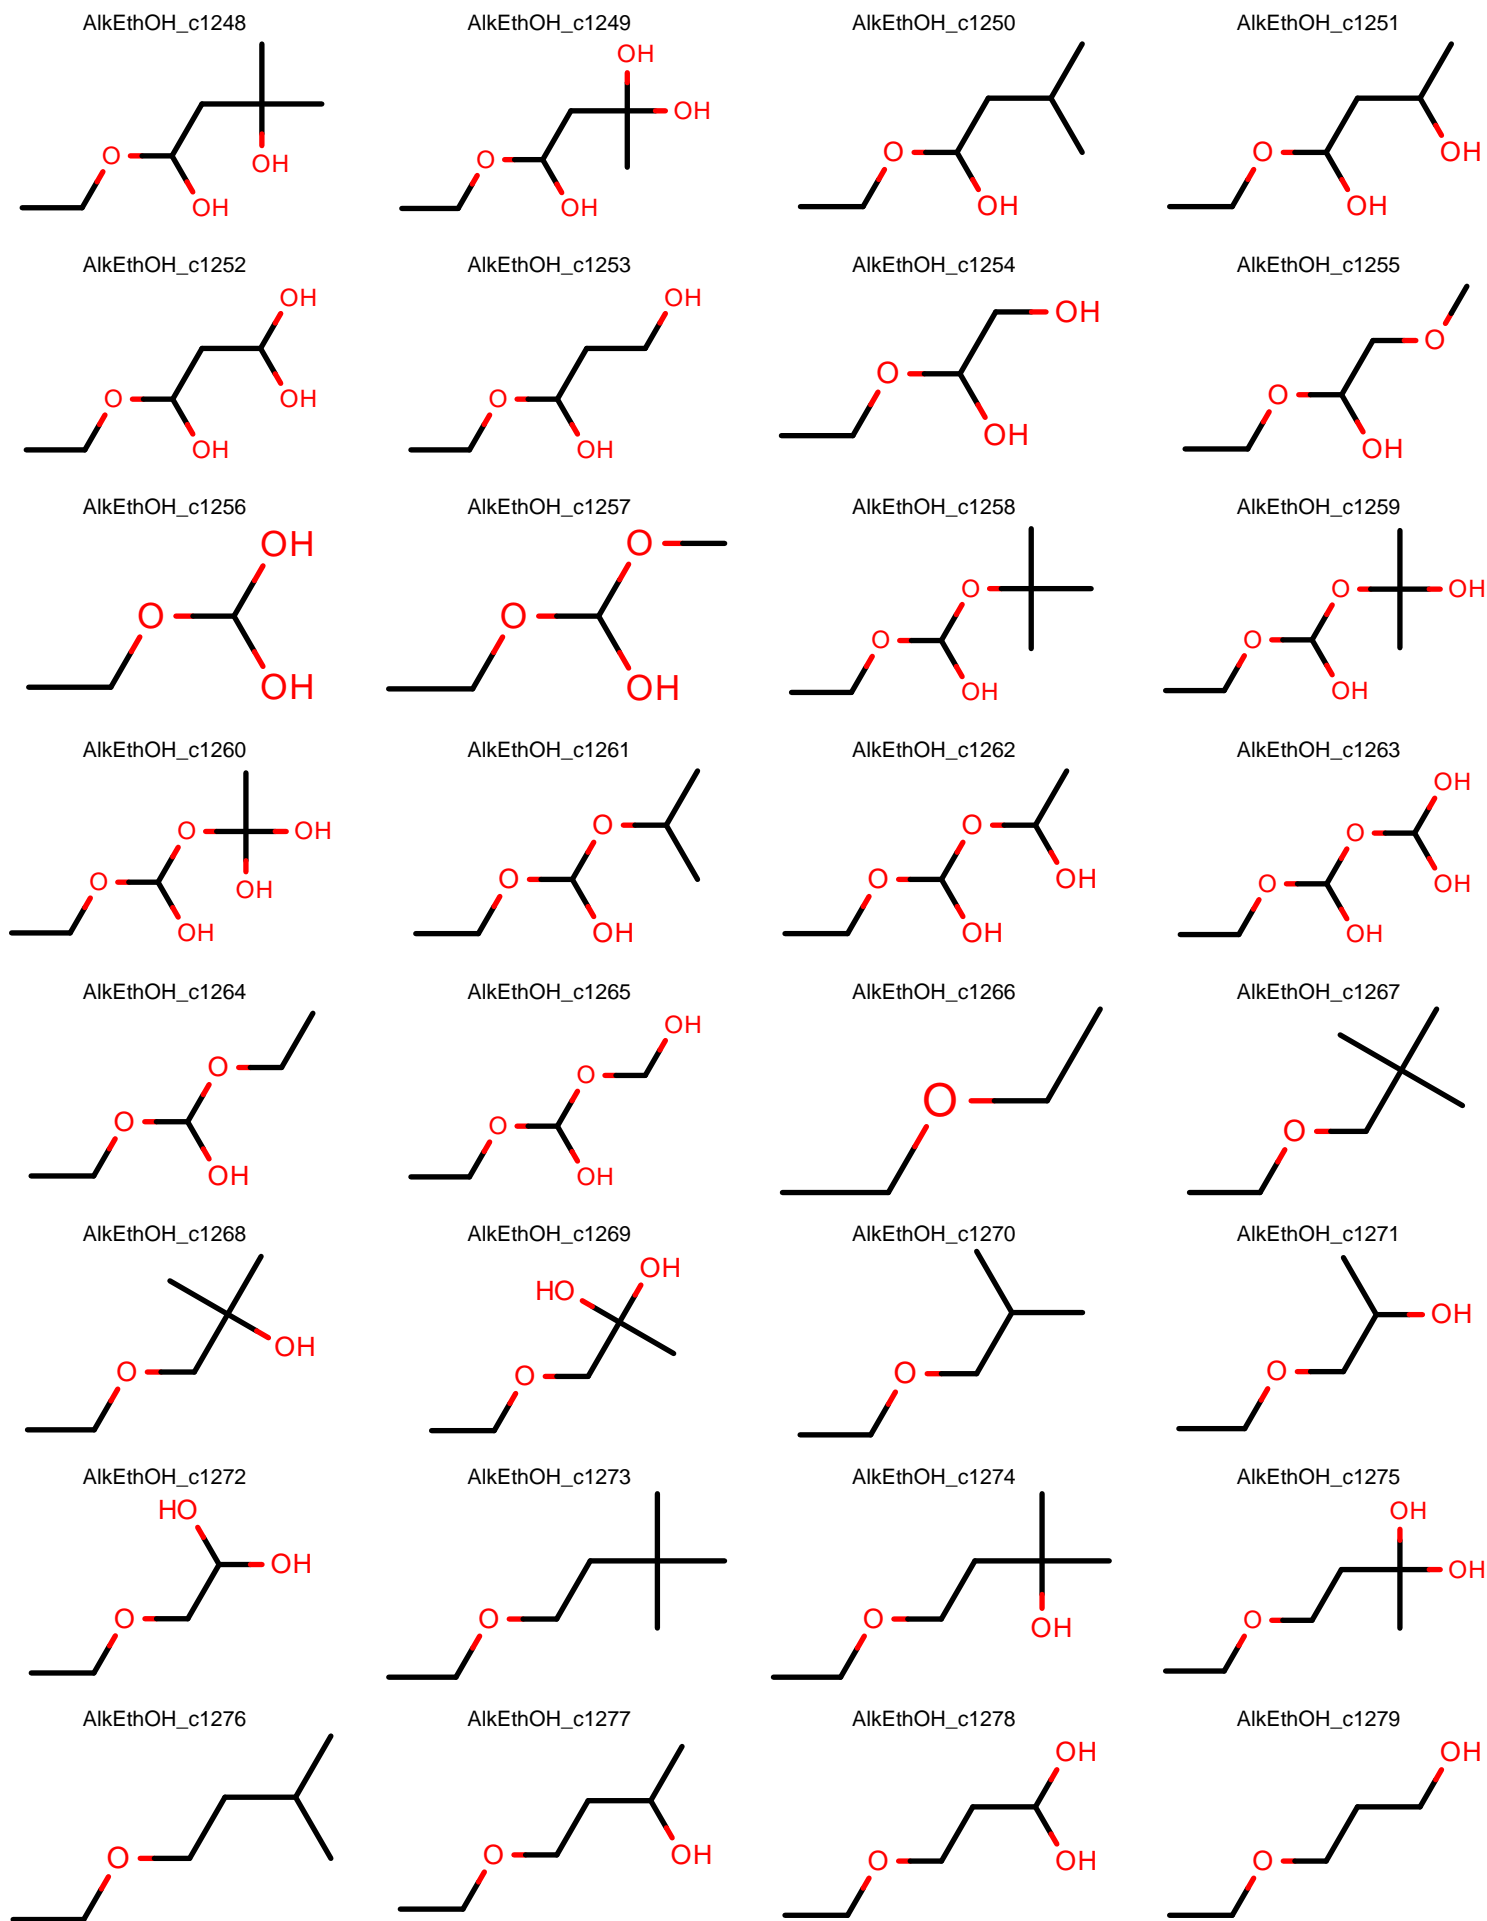 AlkEthOH_c1248 AlkEthOH_c1249 AlkEthOH_c1250 AlkEthOH_c1251
OH
O OH OH
O OH OH
O OH
O OH OH
AlkEthOH_c1252 AlkEthOH_c1253 AlkEthOH_c1254 AlkEthOH_c1255
OH OH OH O
O OH OH
O OH
O OH
O OH
AlkEthOH_c1256 AlkEthOH_c1257 AlkEthOH_c1258 AlkEthOH_c1259
OH O O O OH
O OH
O OH
O OH
O OH
AlkEthOH_c1260 AlkEthOH_c1261 AlkEthOH_c1262 AlkEthOH_c1263
O OH O O O OH
O OH OH
O OH
O OH OH
O OH OH
AlkEthOH_c1264 AlkEthOH_c1265 AlkEthOH_c1266 AlkEthOH_c1267
O O OH
O OH
O OH
O
O
AlkEthOH_c1268 AlkEthOH_c1269 AlkEthOH_c1270 AlkEthOH_c1271
OH HO OH OH
O O O O
AlkEthOH_c1272 AlkEthOH_c1273 AlkEthOH_c1274 AlkEthOH_c1275
HO OH
OH OH
O O O OH O
AlkEthOH_c1276 AlkEthOH_c1277 AlkEthOH_c1278 AlkEthOH_c1279
OH OH
O O OH O OH O